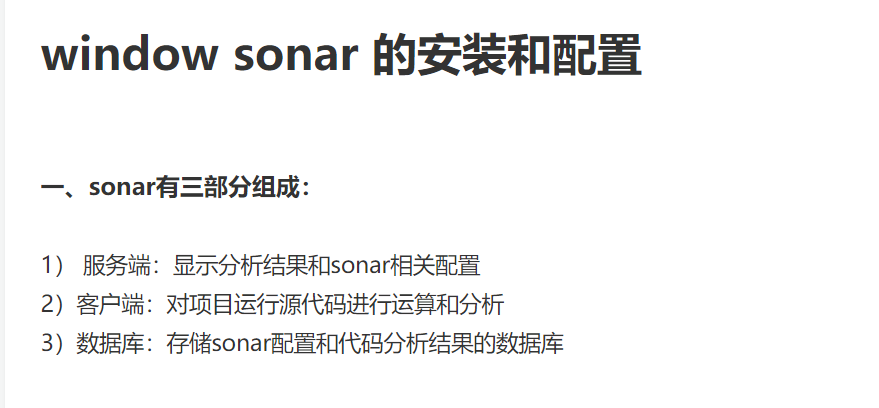 window sonar 的安装和配置
一、sonar有三部分组成：
1） 服务端：显示分析结果和sonar相关配置
2）客户端：对项目运行源代码进行运算和分析
3）数据库：存储sonar配置和代码分析结果的数据库